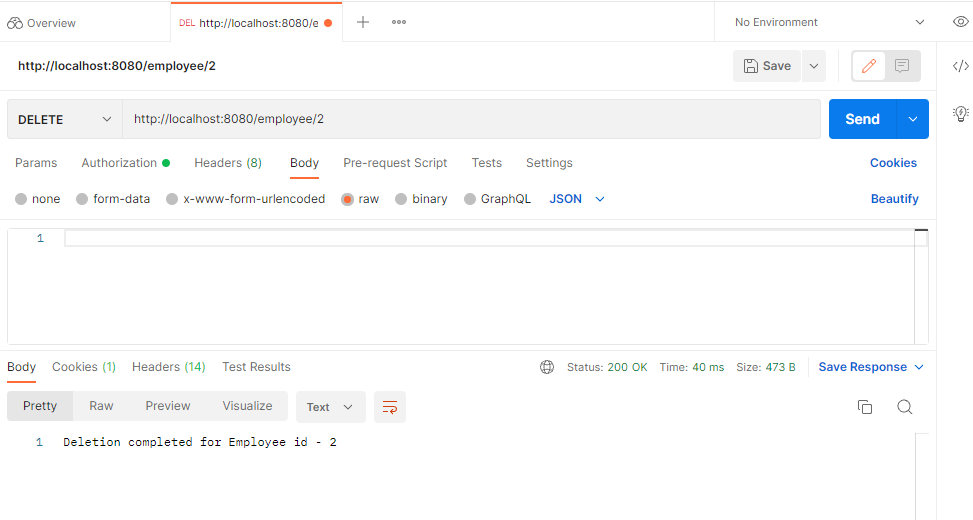 Overview DEL http://localhost:8080/e No Environment
http://localhost:8080/employee/2 Save
DELETE http://localhost:8080/employee/2 Send
Params Authorization Headers (8) Body Pre-request Script Tests Settings Cookies
none form-data x-www-form-urlencoded raw binary GraphQL JSON Beautify
1
Body Cookies (1) Headers (14) Test Results Status: 200 OK Time: 40 ms Size: 473 B Save Response
Pretty Raw Preview Visualize Text
1 Deletion completed for Employee id - 2